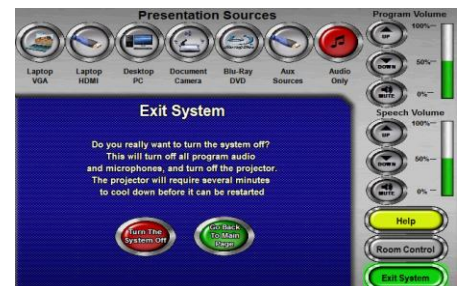 Presentation Sources
Program Volume
Laptop VGA
Laptop HDMI
Desktop PC
Document Camera
Blu-Ray DVD
Aux Sources
Audio Only
100%
UP
50%
DOWN
0%
MUTE
Exit System
Do you really want to turn the system off?
This will turn off all program audio
and microphones, and turn off the projector.
The projector will require several minutes
to cool down before it can be restarted
Turn The
System Off
Go Back
To Main
Page
Speech Volume
100%
UP
50%
DOWN
0%
MUTE
Help
Room Control
Exit System